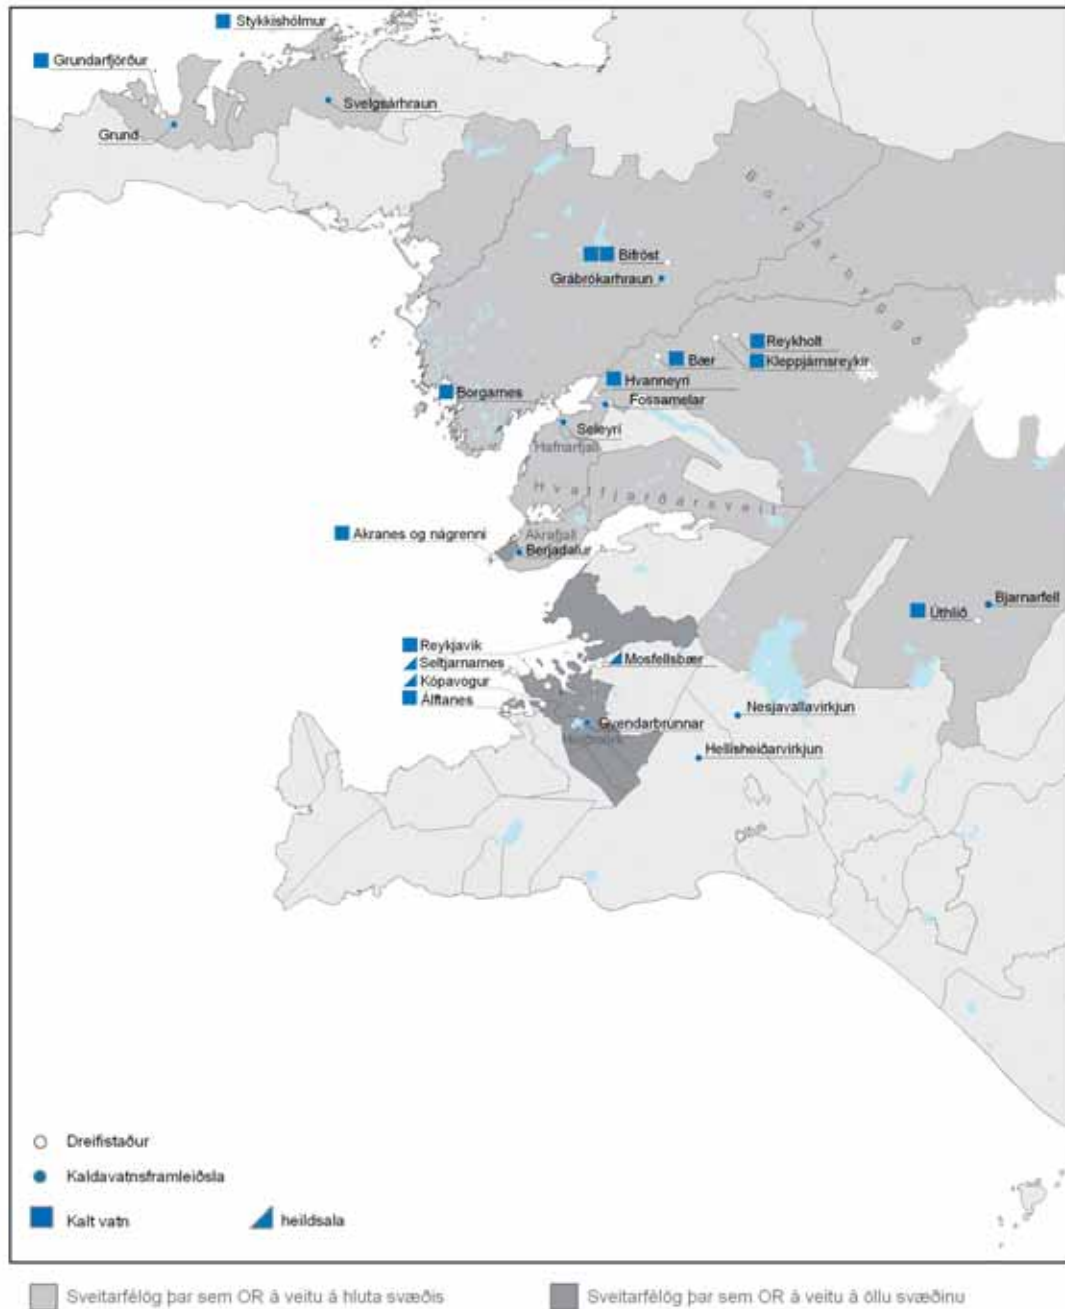 Stykkishólmur
Grundarfjörður
Svelgsárhraun
Grund
Borgarbyggð
Bifröst
Grábrókarhraun
Reykholt
Bær
Kleppjárnsreykir
Hvanneyri
Borgarnes
Fossamelar
Seleyri
Hafnarfjall
Hvalfjarðarsveit
Akranes og nágrenni
Akrafjall
Berjadalur
Bjarnarfell
Úthlíð
Reykjavík
Seltjarnarnes
Mosfellsbær
Kópavogur
Álftanes
Nesjavallavirkjun
Gvendarbrunnar
Heiðmörk
Hellisheiðarvirkjun
Ölfus
Dreifistaður
Kaldavatnsframleiðsla
Kalt vatn heildsala
Sveitarfélög þar sem OR á veitu á hluta svæðis Sveitarfélög þar sem OR á veitu á öllu svæðinu